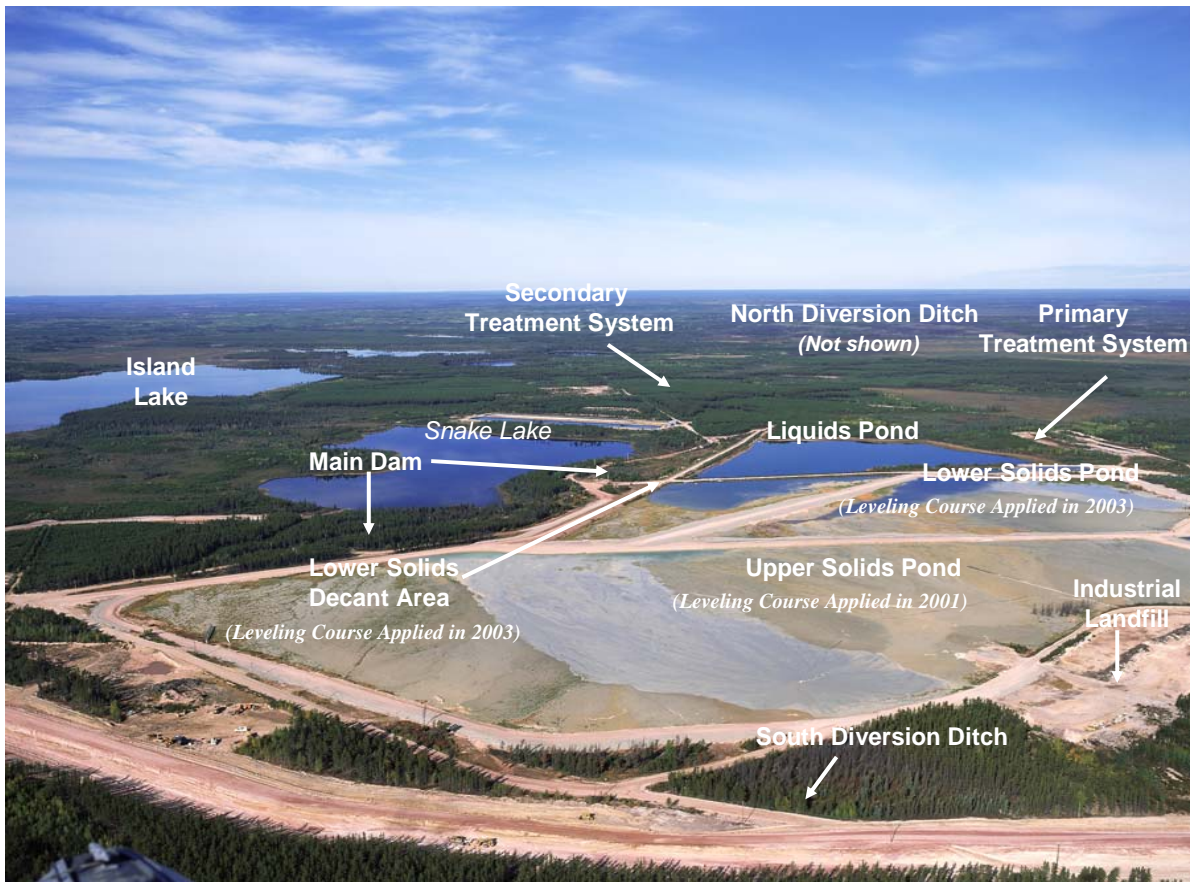 Secondary
Treatment System
North Diversion Ditch
(Not shown)
Primary
Treatment System
Island
Lake
Snake Lake
Liquids Pond
Main Dam
Lower Solids Pond
(Leveling Course Applied in 2003)
Lower Solids
Decant Area
(Leveling Course Applied in 2003)
Upper Solids Pond
(Leveling Course Applied in 2001)
Industrial
Landfill
South Diversion Ditch